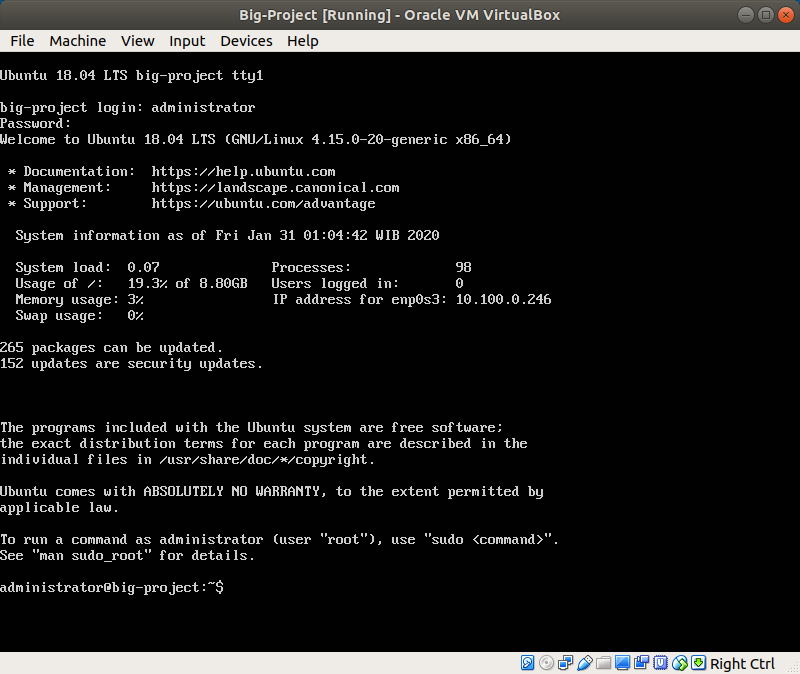 Big-Project [Running] - Oracle VM VirtualBox
File Machine View Input Devices Help
Ubuntu 18.04 LTS big-project tty1
big-project login: administrator
Password:
Welcome to Ubuntu 18.04 LTS (GNU/Linux 4.15.0-20-generic x86_64)
* Documentation: https://help.ubuntu.com
* Management: https://landscape.canonical.com
* Support: https://ubuntu.com/advantage
System information as of Fri Jan 31 01:04:42 WIB 2020
System load: 0.07 Processes: 98
Usage of /: 19.3% of 8.80GB Users logged in: 0
Memory usage: 3% IP address for enp0s3: 10.100.0.246
Swap usage: 0%
265 packages can be updated.
152 updates are security updates.
The programs included with the Ubuntu system are free software;
the exact distribution terms for each program are described in the
individual files in /usr/share/doc/*/copyright.
Ubuntu comes with ABSOLUTELY NO WARRANTY, to the extent permitted by
applicable law.
To run a command as administrator (user "root"), use "sudo <command>".
See "man sudo_root" for details.
administrator@big-project:~$
Right Ctrl